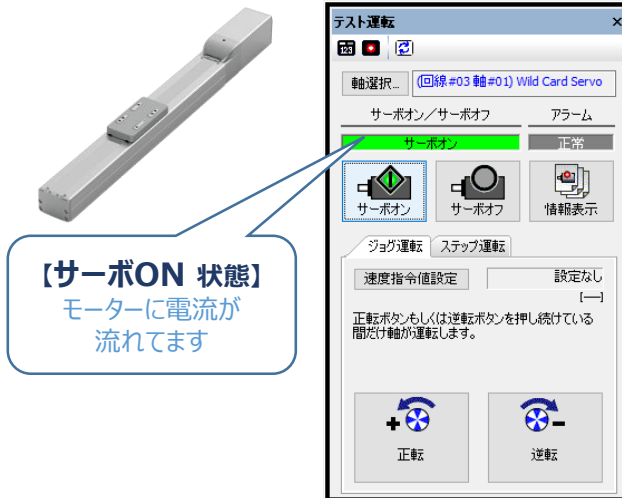 テスト運転
軸選択...
(回線#03 軸#01) Wild Card Servo
サーボオン／サーボオフ
アラーム
サーボオン
正常
サーボオン
サーボオフ
情報表示
【サーボON 状態】
モーターに電流が
流れてます
ジョグ運転
ステップ運転
速度指令値設定
設定なし
[—]
正転ボタンもしくは逆転ボタンを押し続けている
間だけ軸が運転します。
+
-
正転
逆転